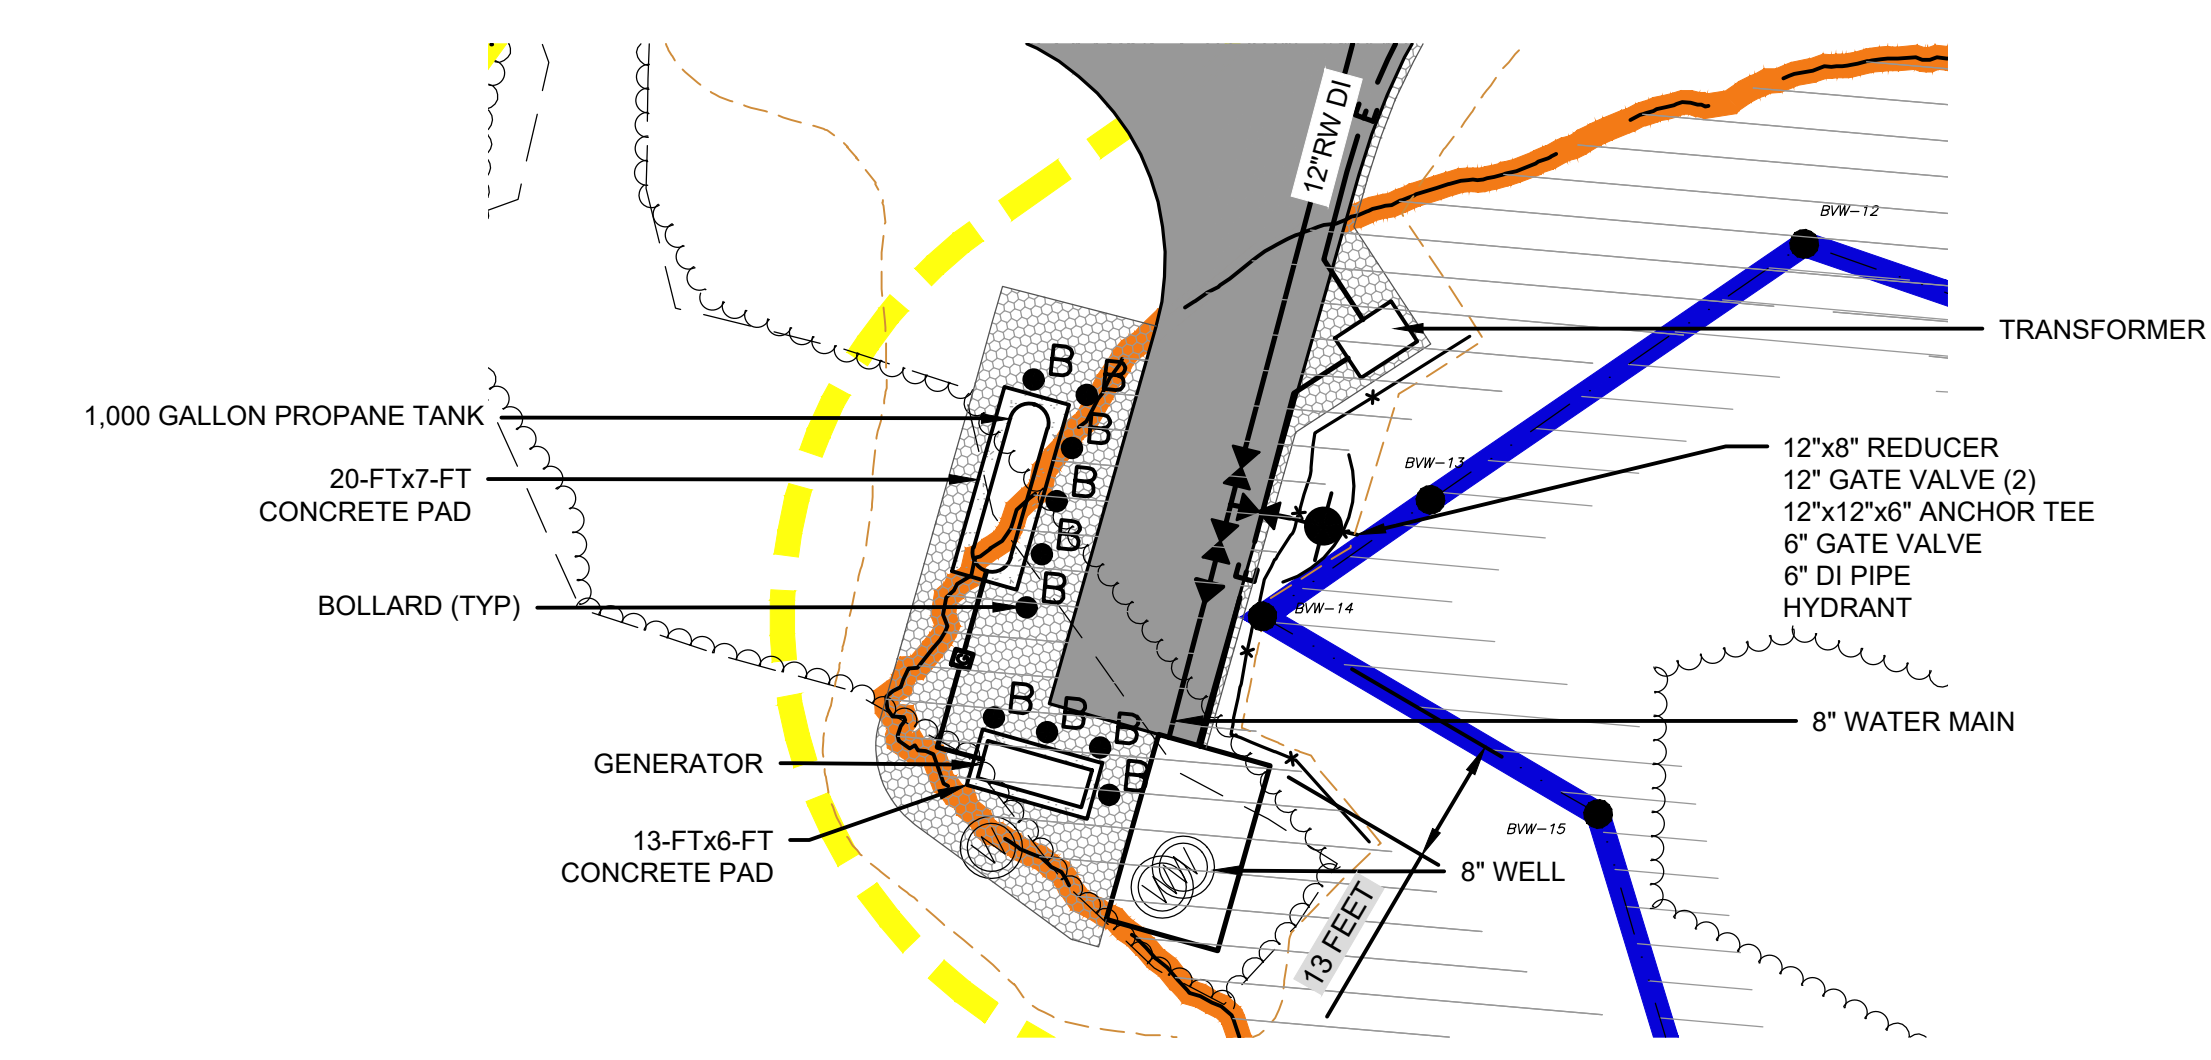 12"RW DI
E
BVW-12
TRANSFORMER
B
B
1,000 GALLON PROPANE TANK
B
12"x8" REDUCER
12" GATE VALVE (2)
12"x12"x6" ANCHOR TEE
6" GATE VALVE
6" DI PIPE
HYDRANT
BVW-13
20-FTx7-FT
CONCRETE PAD
B
B
E
B
BOLLARD (TYP)
BVW-14
G
B
B
B
8" WATER MAIN
GENERATOR
B
BVW-15
13-FTx6-FT
CONCRETE PAD
W
W
W
8" WELL
13 FEET